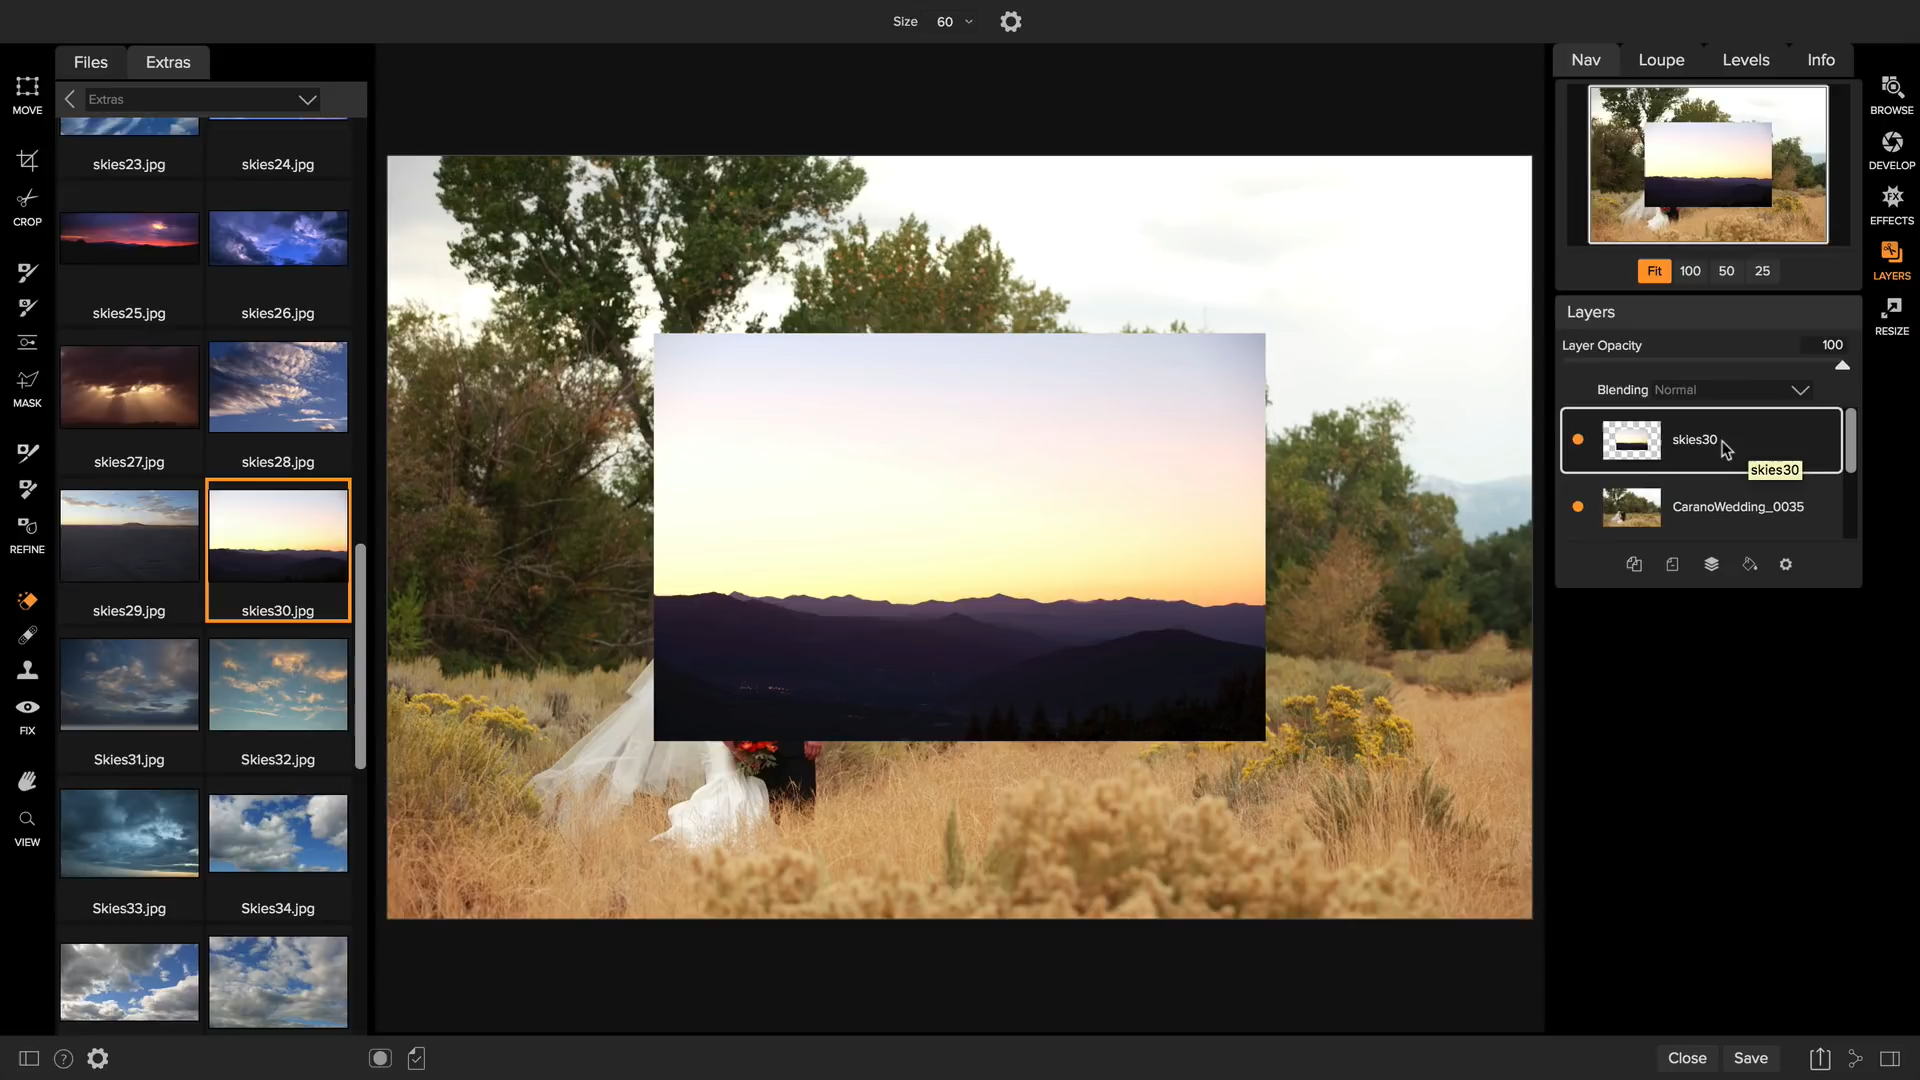 Size 60
Files Extras
Extras
skies23.jpg skies24.jpg
skies25.jpg skies26.jpg
skies27.jpg skies28.jpg
skies29.jpg skies30.jpg
Skies31.jpg Skies32.jpg
Skies33.jpg Skies34.jpg
MOVE
CROP
MASK
REFINE
FIX
VIEW
Nav Loupe Levels Info
Fit 100 50 25
Layers
Layer Opacity 100
Blending Normal
skies30
skies30
CaranoWedding_0035
BROWSE
DEVELOP
FX
EFFECTS
LAYERS
RESIZE
?
Close Save